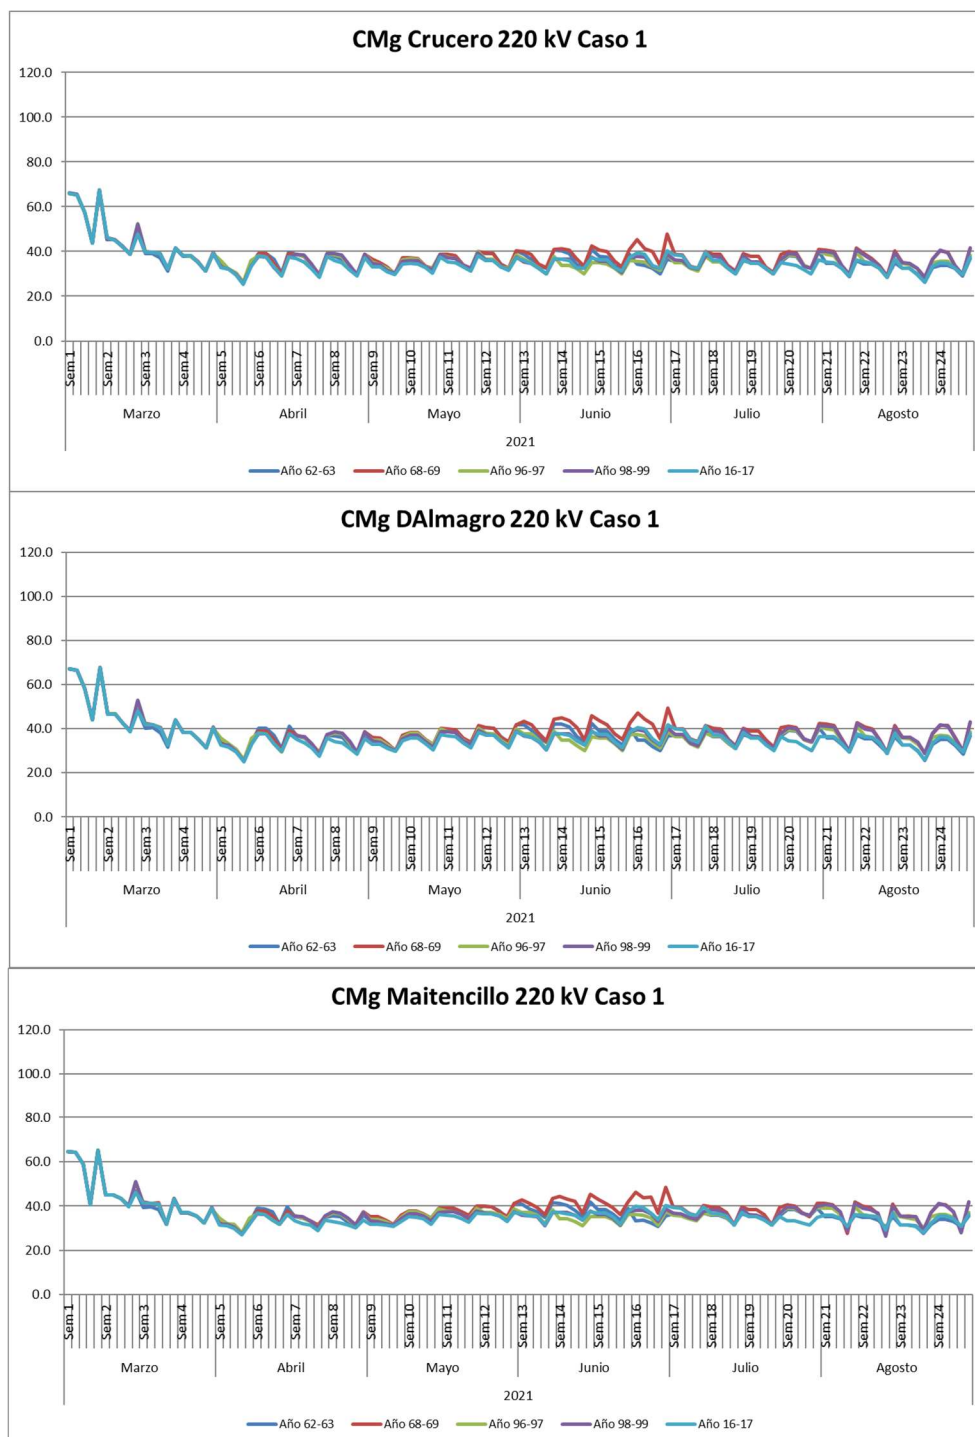 CMg Crucero 220 kV Caso 1
120.0
100.0
80.0
60.0
40.0
20.0
0.0
Sem 1
Sem 2
Sem 3
Sem 4
Sem 5
Sem 6
Sem 7
Sem 8
Sem 9
Sem 10
Sem 11
Sem 12
Sem 13
Sem 14
Sem 15
Sem 16
Sem 17
Sem 18
Sem 19
Sem 20
Sem 21
Sem 22
Sem 23
Sem 24
Marzo Abril Mayo Junio Julio Agosto
2021
Año 62-63 Año 68-69 Año 96-97 Año 98-99 Año 16-17
CMg DAlmagro 220 kV Caso 1
120.0
100.0
80.0
60.0
40.0
20.0
0.0
Sem 1
Sem 2
Sem 3
Sem 4
Sem 5
Sem 6
Sem 7
Sem 8
Sem 9
Sem 10
Sem 11
Sem 12
Sem 13
Sem 14
Sem 15
Sem 16
Sem 17
Sem 18
Sem 19
Sem 20
Sem 21
Sem 22
Sem 23
Sem 24
Marzo Abril Mayo Junio Julio Agosto
2021
Año 62-63 Año 68-69 Año 96-97 Año 98-99 Año 16-17
CMg Maitencillo 220 kV Caso 1
120.0
100.0
80.0
60.0
40.0
20.0
0.0
Sem 1
Sem 2
Sem 3
Sem 4
Sem 5
Sem 6
Sem 7
Sem 8
Sem 9
Sem 10
Sem 11
Sem 12
Sem 13
Sem 14
Sem 15
Sem 16
Sem 17
Sem 18
Sem 19
Sem 20
Sem 21
Sem 22
Sem 23
Sem 24
Marzo Abril Mayo Junio Julio Agosto
2021
Año 62-63 Año 68-69 Año 96-97 Año 98-99 Año 16-17